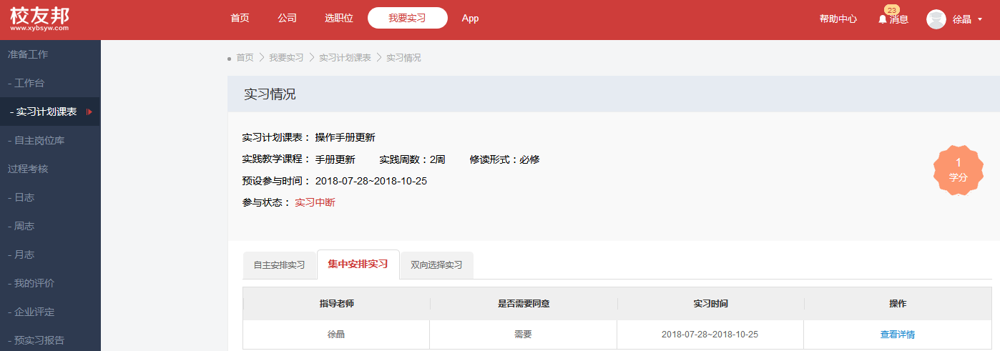 校友邦
www.xybsyw.com
首页 公司 选职位 我要实习 App
帮助中心 23 消息 徐晶
准备工作
- 工作台
- 实习计划课表
- 自主岗位库
过程考核
- 日志
- 周志
- 月志
- 我的评价
- 企业评定
- 预实习报告
首页 > 我要实习 > 实习计划课表 > 实习情况
实习情况
实习计划课表： 操作手册更新
实践教学课程： 手册更新 实践周数：2周 修读形式：必修
预设参与时间： 2018-07-28~2018-10-25
参与状态： 实习中断
1
学分
自主安排实习 集中安排实习 双向选择实习
指导老师 是否需要同意 实习时间 操作
徐晶 需要 2018-07-28~2018-10-25 查看详情